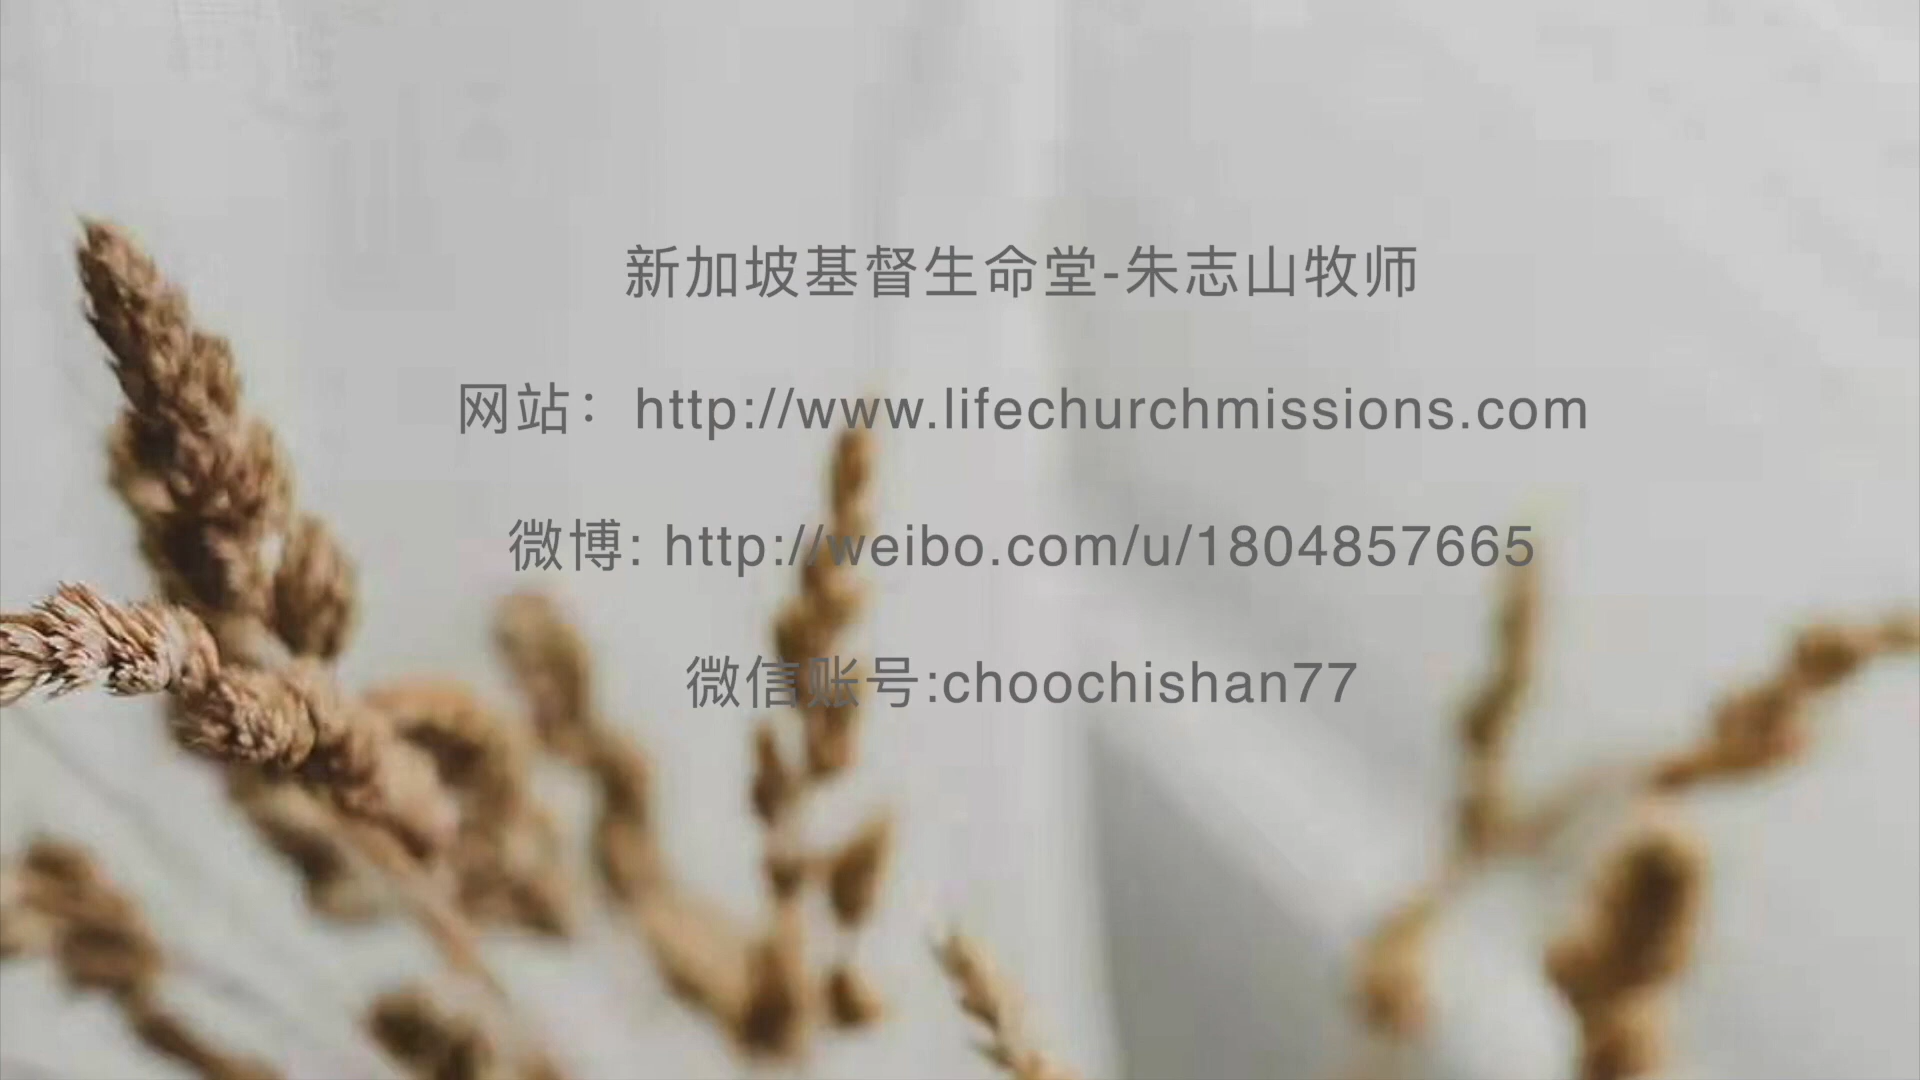 新加坡基督生命堂-朱志山牧师
网站：http://www.lifechurchmissions.com
微博: http://weibo.com/u/1804857665
微信账号:choochishan77